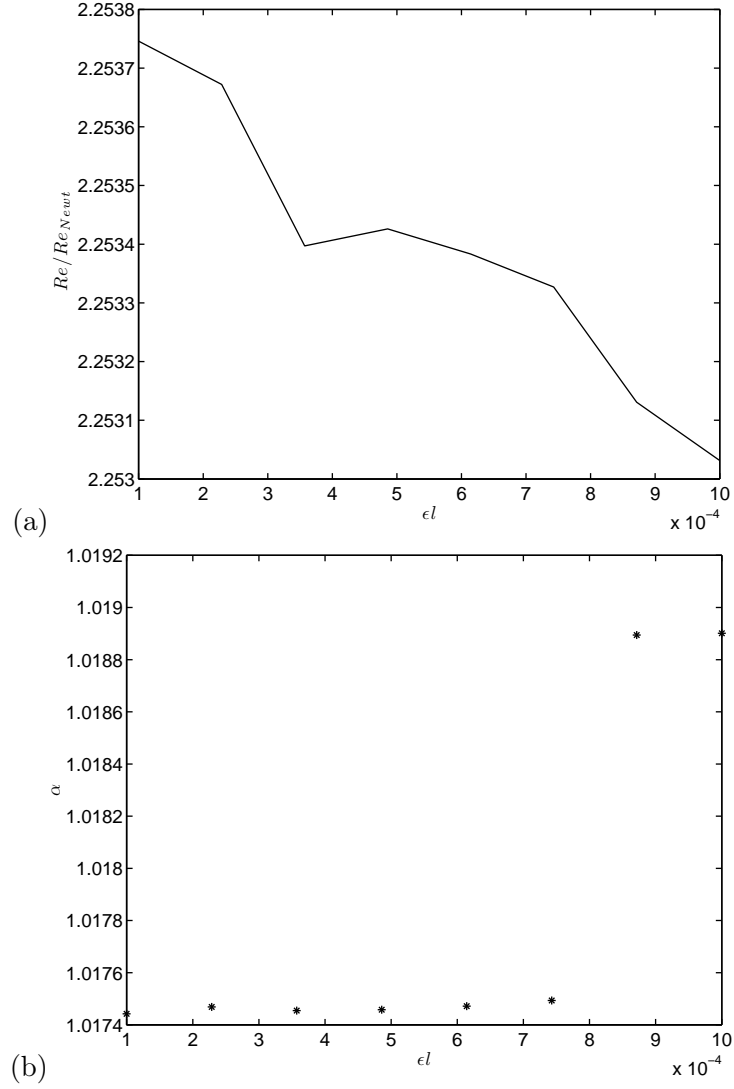 2.2538
2.2537
2.2536
2.2535
2.2534
2.2533
2.2532
2.2531
2.253
Re/Re_{Newt}
1 2 3 4 5 6 7 8 9 10
ϵl
x 10^{-4}
(a)
1.0192
1.019
1.0188
1.0186
1.0184
1.0182
1.018
1.0178
1.0176
1.0174
α
1 2 3 4 5 6 7 8 9 10
ϵl
x 10^{-4}
(b)